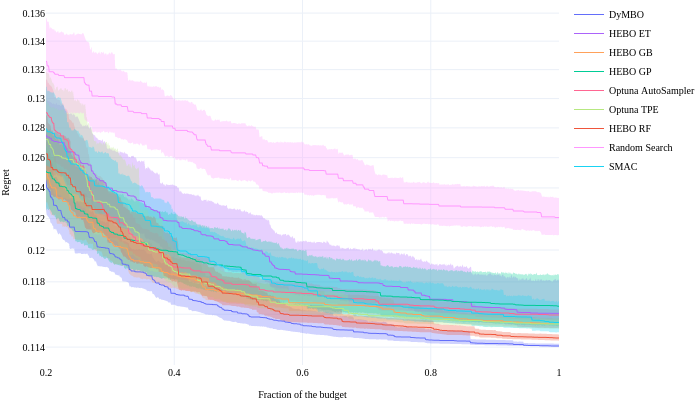 0.136
0.134
0.132
0.13
0.128
0.126
0.124
0.122
0.12
0.118
0.116
0.114
Regret
0.2
0.4
0.6
0.8
1
Fraction of the budget
DyMBO
HEBO ET
HEBO GB
HEBO GP
Optuna AutoSampler
Optuna TPE
HEBO RF
Random Search
SMAC